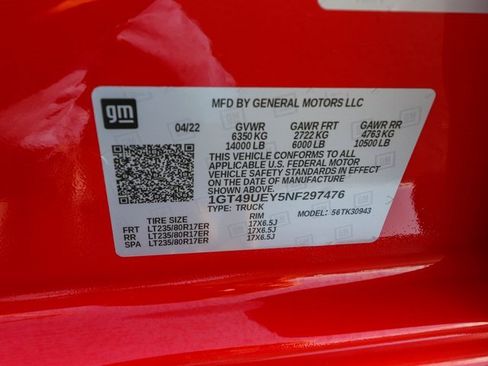 gm
MFD BY GENERAL MOTORS LLC
04/22 GVWR GAWR FRT GAWR RR
6350 KG 2722 KG 4763 KG
14000 LB 6000 LB 10500 LB
THIS VEHICLE CONFORMS TO ALL
APPLICABLE U.S. FEDERAL MOTOR
VEHICLE SAFETY STANDARDS IN EFFECT
ON THE DATE OF MANUFACTURE
SHOWN ABOVE.
1GT49UEY5NF297476
TYPE: TRUCK MODEL: 56TK30943
TIRE SIZE RIM
FRT LT235/80R17ER 17X6.5J
RR LT235/80R17ER 17X6.5J
SPA LT235/80R17ER 17X6.5J